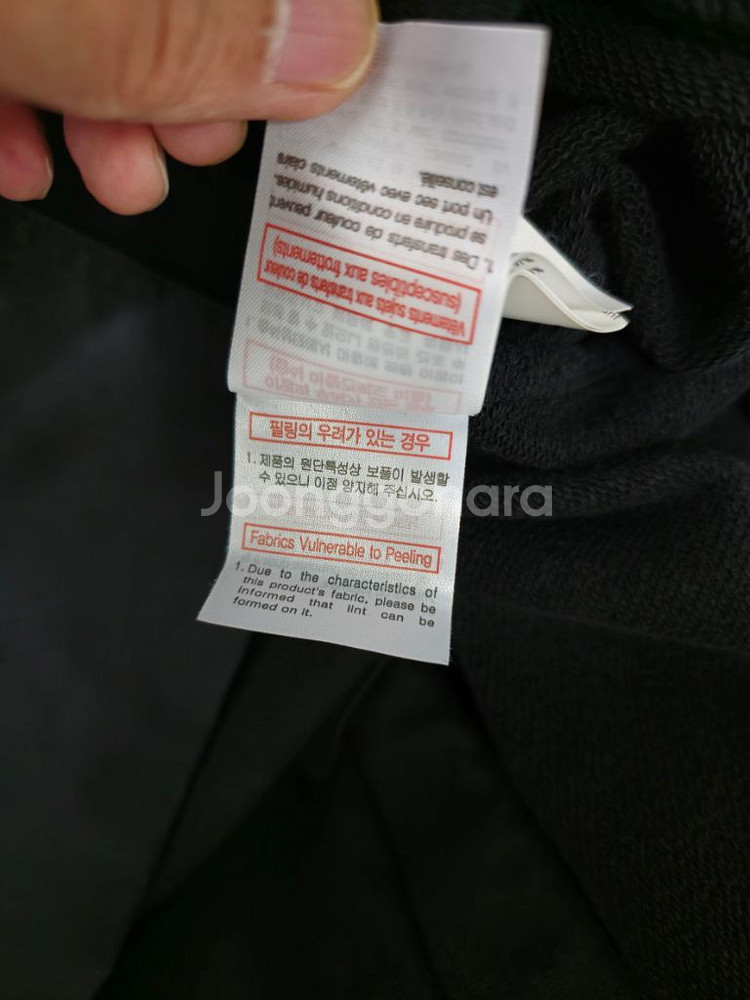 Vêtements sujets aux transferts de couleur
(susceptibles aux frottements)
1. Des transferts de couleur peuvent
se produire en conditions humides.
Un port sec avec vêtements claire
est conseillé.
필링의 우려가 있는 경우
1. 제품의 원단특성상 보풀이 발생할
수 있으니 이점 양지해 주십시오.
Joonggopara
Fabrics Vulnerable to Peeling
1. Due to the characteristics of
this product's fabric, please be
informed that lint can be
formed on it.